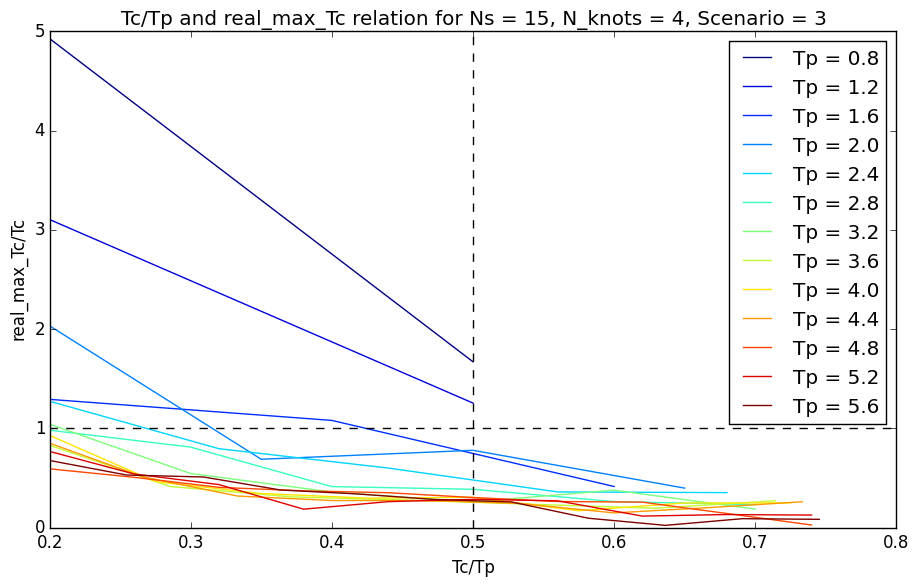 Tc/Tp and real_max_Tc relation for Ns = 15, N_knots = 4, Scenario = 3
5
4
3
2
1
0
real_max_Tc/Tc
Tp = 0.8
Tp = 1.2
Tp = 1.6
Tp = 2.0
Tp = 2.4
Tp = 2.8
Tp = 3.2
Tp = 3.6
Tp = 4.0
Tp = 4.4
Tp = 4.8
Tp = 5.2
Tp = 5.6
0.2 0.3 0.4 0.5 0.6 0.7 0.8
Tc/Tp